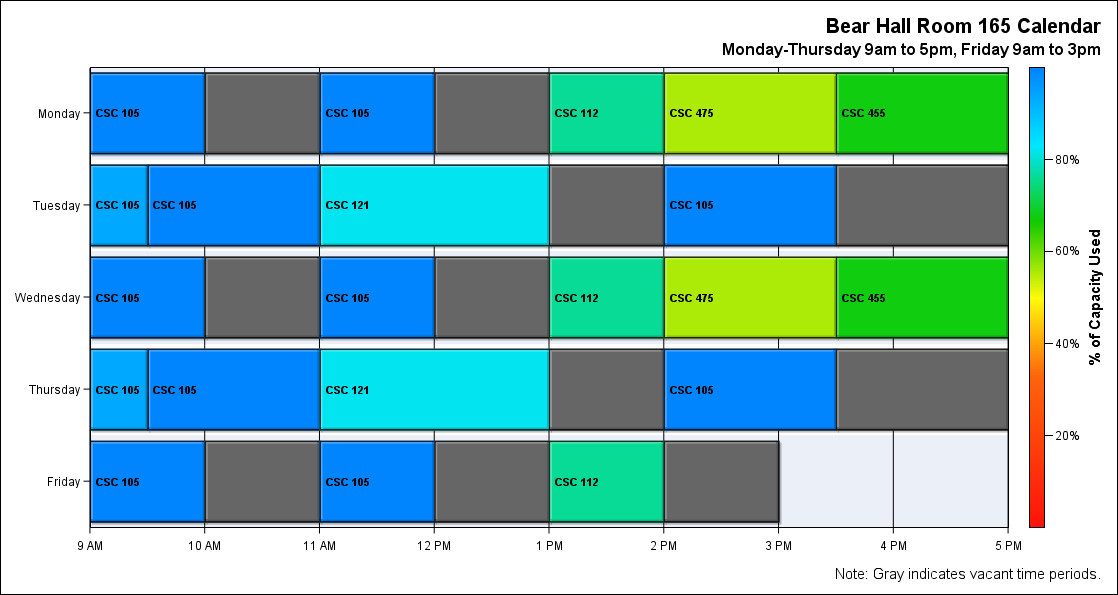 Bear Hall Room 165 Calendar
Monday-Thursday 9am to 5pm, Friday 9am to 3pm
Monday CSC 105 CSC 105 CSC 112 CSC 475 CSC 455
Tuesday CSC 105 CSC 105 CSC 121 CSC 105
Wednesday CSC 105 CSC 105 CSC 112 CSC 475 CSC 455
Thursday CSC 105 CSC 105 CSC 121 CSC 105
Friday CSC 105 CSC 105 CSC 112
9 AM 10 AM 11 AM 12 PM 1 PM 2 PM 3 PM 4 PM 5 PM
80%
60%
40%
20%
% of Capacity Used
Note: Gray indicates vacant time periods.